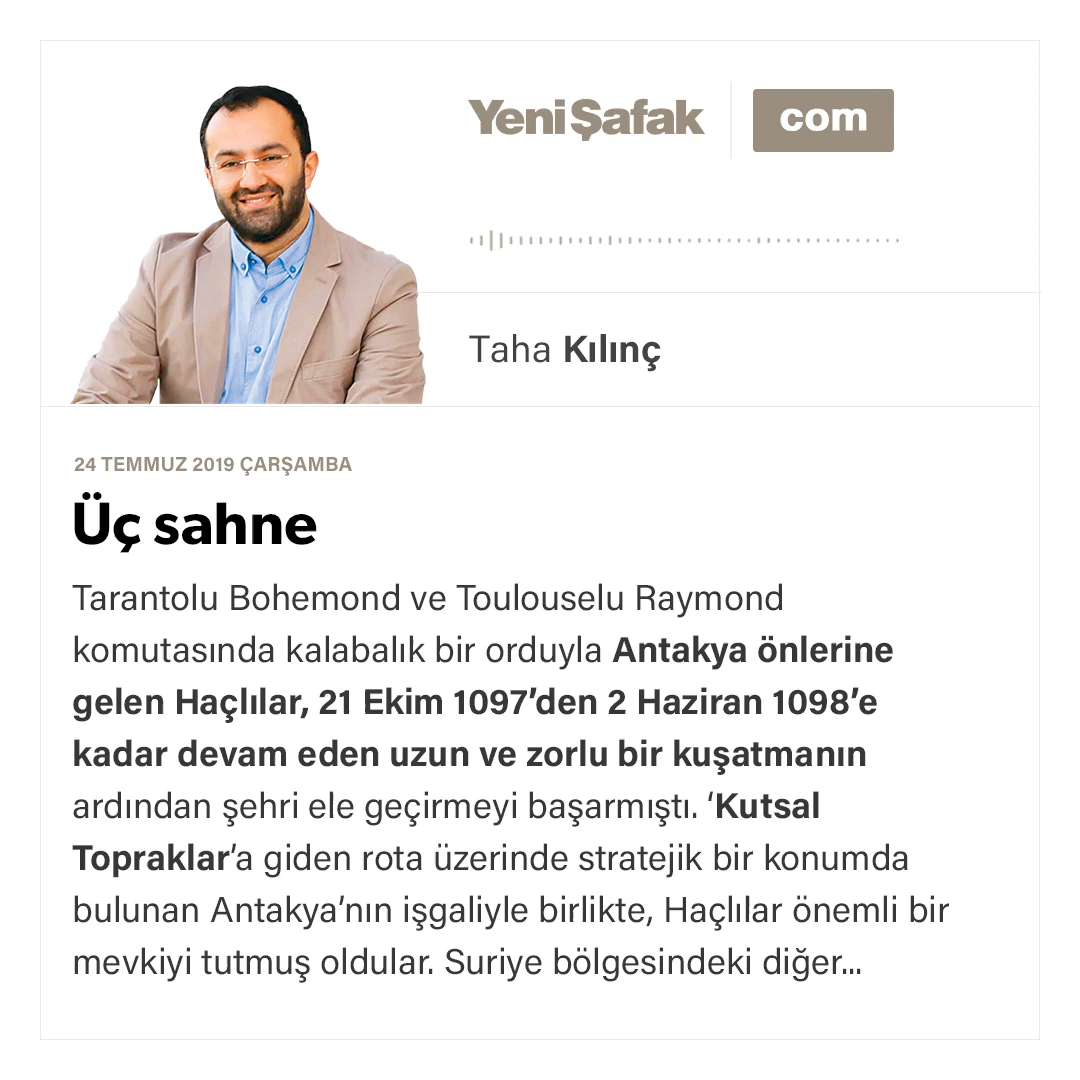 YeniŞafak com
Taha Kılınç
24 TEMMUZ 2019 ÇARŞAMBA
Üç sahne
Tarantolu Bohemond ve Toulouselu Raymond
komutasında kalabalık bir orduyla Antakya önlerine
gelen Haçlılar, 21 Ekim 1097’den 2 Haziran 1098’e
kadar devam eden uzun ve zorlu bir kuşatmanın
ardından şehri ele geçirmeyi başarmıştı. ‘Kutsal
Topraklar’a giden rota üzerinde stratejik bir konumda
bulunan Antakya’nın işgaliyle birlikte, Haçlılar önemli bir
mevkiyi tutmuş oldular. Suriye bölgesindeki diğer...